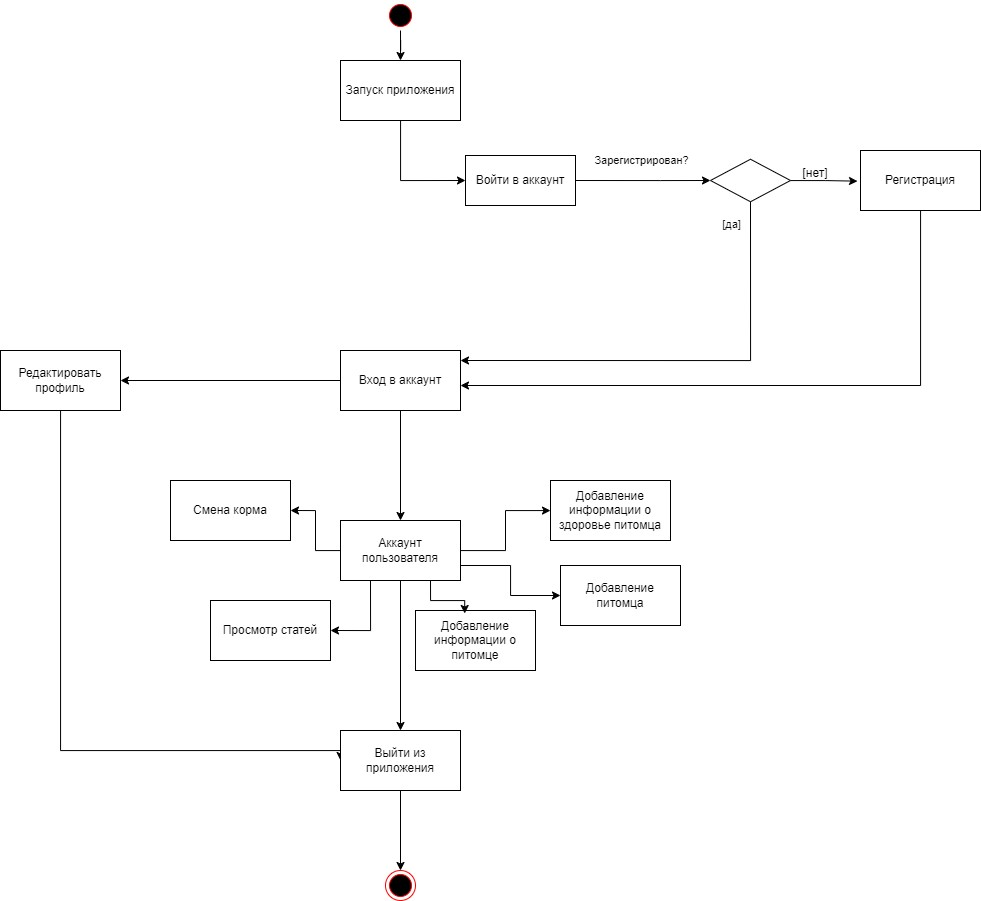 Запуск приложения
Зарегистрирован?
Войти в аккаунт
[нет]
Регистрация
[да]
Редактировать
профиль
Вход в аккаунт
Смена корма
Добавление
информации о
здоровье питомца
Аккаунт
пользователя
Добавление
питомца
Просмотр статей
Добавление
информации о
питомце
Выйти из
приложения